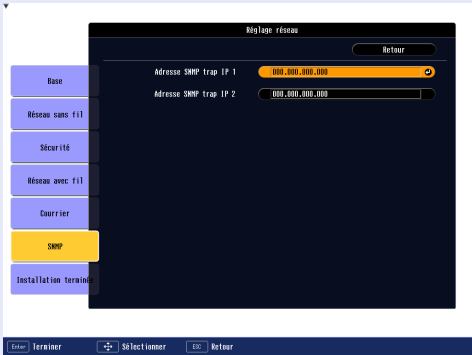 Réglage réseau
Retour
Adresse SNMP trap IP 1 000.000.000.000
Adresse SNMP trap IP 2 000.000.000.000
Base
Réseau sans fil
Sécurité
Réseau avec fil
Courrier
SNMP
Installation terminée
Enter Terminer Sélectionner ESC Retour